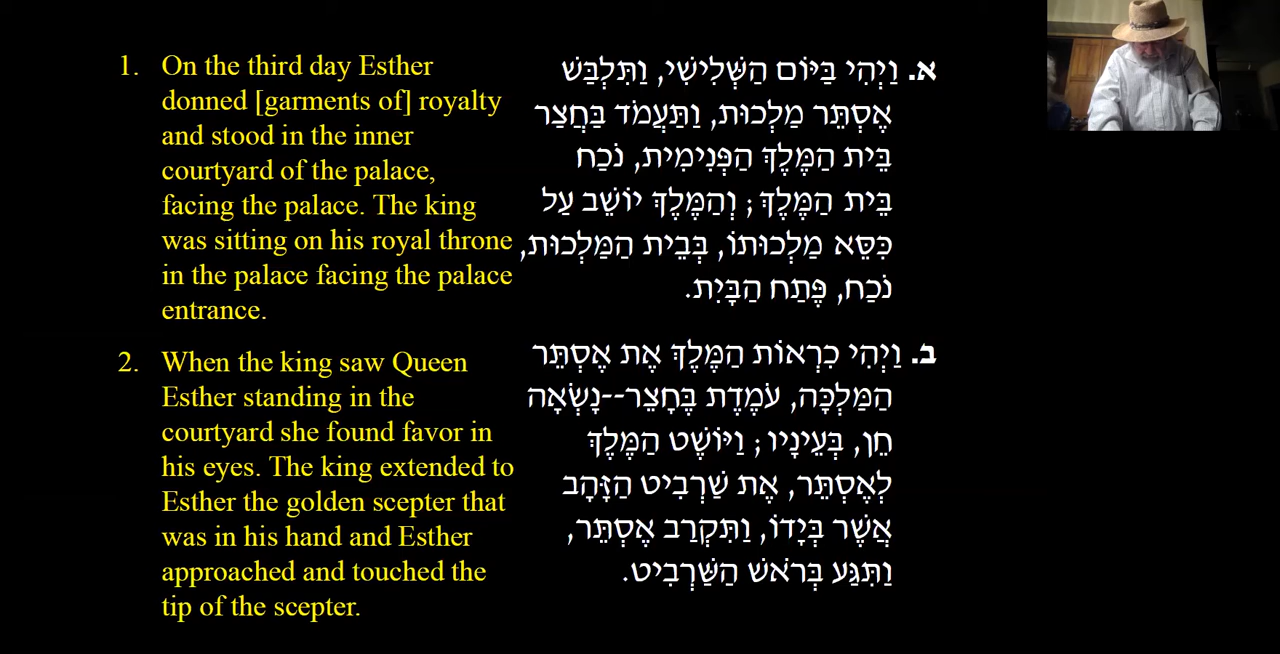 1. On the third day Esther
donned [garments of] royalty
and stood in the inner
courtyard of the palace,
facing the palace. The king
was sitting on his royal throne
in the palace facing the palace
entrance.
2. When the king saw Queen
Esther standing in the
courtyard she found favor in
his eyes. The king extended to
Esther the golden scepter that
was in his hand and Esther
approached and touched the
tip of the scepter.
א. וַיְהִי בַּיּוֹם הַשְּׁלִישִׁי, וַתִּלְבַּשׁ
אֶסְתֵּר מַלְכוּת, וַתַּעֲמֹד בַּחֲצַר
בֵּית הַמֶּלֶךְ הַפְּנִימִית, נֹכַח
בֵּית הַמֶּלֶךְ; וְהַמֶּלֶךְ יוֹשֵׁב עַל
כִּסֵּא מַלְכוּתוֹ, בְּבֵית הַמַּלְכוּת,
נֹכַח, פֶּתַח הַבָּיִת.
ב. וַיְהִי כִרְאוֹת הַמֶּלֶךְ אֶת אֶסְתֵּר
הַמַּלְכָּה, עֹמֶדֶת בֶּחָצֵר--נָשְׂאָה
חֵן, בְּעֵינָיו; וַיּוֹשֶׁט הַמֶּלֶךְ
לְאֶסְתֵּר, אֶת שַׁרְבִיט הַזָּהָב
אֲשֶׁר בְּיָדוֹ, וַתִּקְרַב אֶסְתֵּר,
וַתִּגַּע בְּרֹאשׁ הַשַּׁרְבִיט.